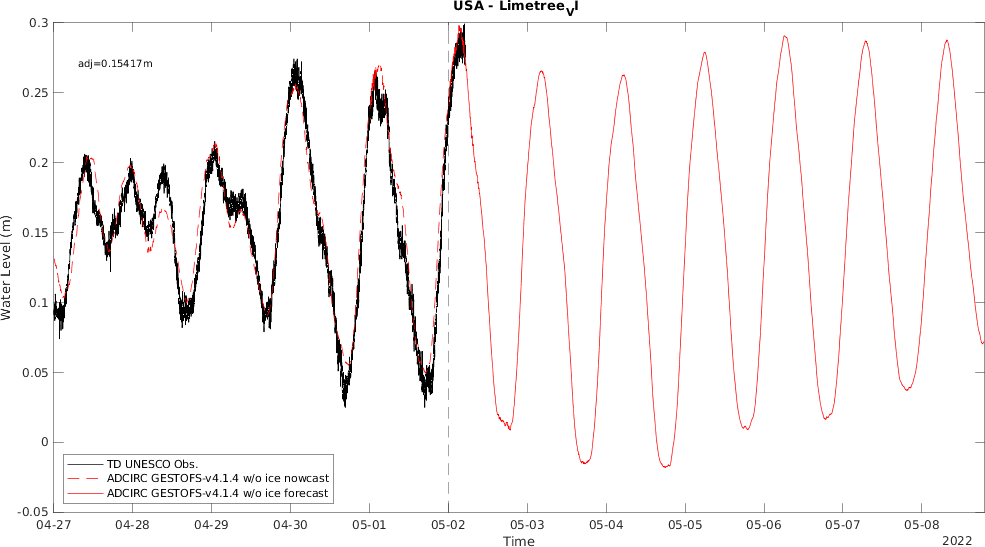 USA - Limetree_VI
adj=0.15417m
0.3
0.25
0.2
0.15
0.1
0.05
0
-0.05
Water Level (m)
TD UNESCO Obs.
ADCIRC GESTOFS-v4.1.4 w/o ice nowcast
ADCIRC GESTOFS-v4.1.4 w/o ice forecast
04-27 04-28 04-29 04-30 05-01 05-02 05-03 05-04 05-05 05-06 05-07 05-08
Time
2022